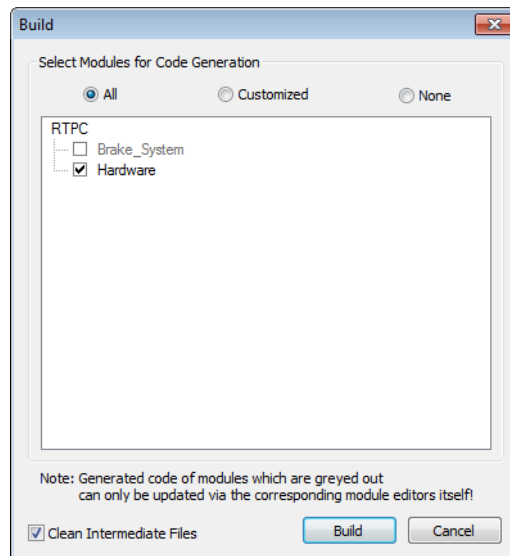 Build
Select Modules for Code Generation
All Customized None
RTPC
Brake_System
Hardware
Note: Generated code of modules which are greyed out
can only be updated via the corresponding module editors itself!
Clean Intermediate Files Build Cancel